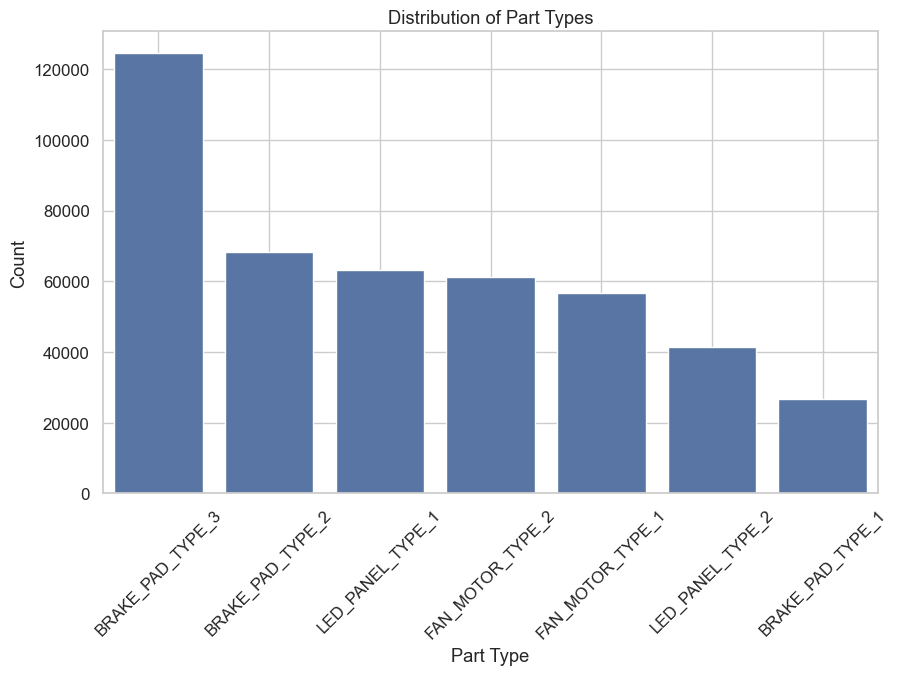 Distribution of Part Types
Count
120000
100000
80000
60000
40000
20000
0
BRAKE_PAD_TYPE_3
BRAKE_PAD_TYPE_2
LED_PANEL_TYPE_1
FAN_MOTOR_TYPE_2
FAN_MOTOR_TYPE_1
LED_PANEL_TYPE_2
BRAKE_PAD_TYPE_1
Part Type